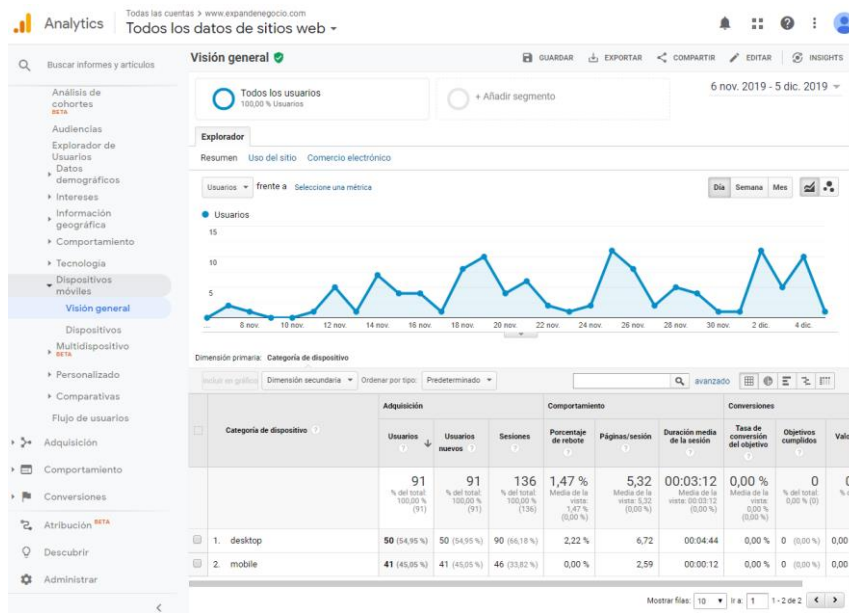 Analytics
Todas las cuentas > www.expandenegocio.com
Todos los datos de sitios web
Buscar informes y artículos
Análisis de
cohortes
BETA
Audiencias
Explorador de
Usuarios
Datos
demográficos
Intereses
Información
geográfica
Comportamiento
Tecnología
Dispositivos
móviles
Visión general
Dispositivos
Multidispositivo
BETA
Personalizado
Comparativas
Flujo de usuarios
Adquisición
Comportamiento
Conversiones
Atribución BETA
Descubrir
Administrar
Visión general
GUARDAR EXPORTAR COMPARTIR EDITAR INSIGHTS
Todos los usuarios
100,00 % Usuarios
+ Añadir segmento
6 nov. 2019 - 5 dic. 2019
Explorador
Resumen Uso del sitio Comercio electrónico
Usuarios frente a Seleccione una métrica
Día Semana Mes
Usuarios
15
10
5
... 8 nov. 10 nov. 12 nov. 14 nov. 16 nov. 18 nov. 20 nov. 22 nov. 24 nov. 26 nov. 28 nov. 30 nov. 2 dic. 4 dic.
Dimensión primaria: Categoría de dispositivo
Incluir en gráfico Dimensión secundaria Ordenar por tipo: Predeterminado avanzado
Adquisición Comportamiento Conversiones
Categoría de dispositivo
Usuarios
Usuarios
nuevos
Sesiones
Porcentaje
de rebote
Páginas/sesión
Duración media
de la sesión
Tasa de
conversión
del objetivo
Objetivos
cumplidos
Valo
91
% del total:
100,00 %
(91)
91
% del total:
100,00 %
(91)
136
% del total:
100,00 %
(136)
1,47 %
Media de la
vista:
1,47 %
(0,00 %)
5,32
Media de la
vista: 5,32
(0,00 %)
00:03:12
Media de la
vista: 00:03:12
(0,00 %)
0,00 %
Media de la
vista:
0,00 %
(0,00 %)
0
% del total:
0,00 % (0)
1. desktop 50 (54,95 %) 50 (54,95 %) 90 (66,18 %) 2,22 % 6,72 00:04:44 0,00 % 0 (0,00 %) 0,00
2. mobile 41 (45,05 %) 41 (45,05 %) 46 (33,82 %) 0,00 % 2,59 00:00:12 0,00 % 0 (0,00 %) 0,00
Mostrar filas: 10 Ir a: 1 1 - 2 de 2